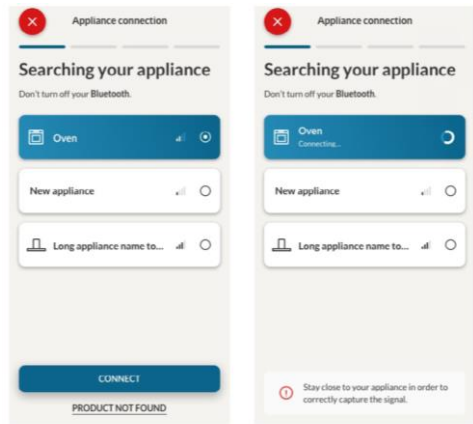 Appliance connection
Searching your appliance
Don't turn off your Bluetooth.
Oven
New appliance
Long appliance name to...
CONNECT
PRODUCT NOT FOUND
Appliance connection
Searching your appliance
Don't turn off your Bluetooth.
Oven
Connecting...
New appliance
Long appliance name to...
Stay close to your appliance in order to
correctly capture the signal.